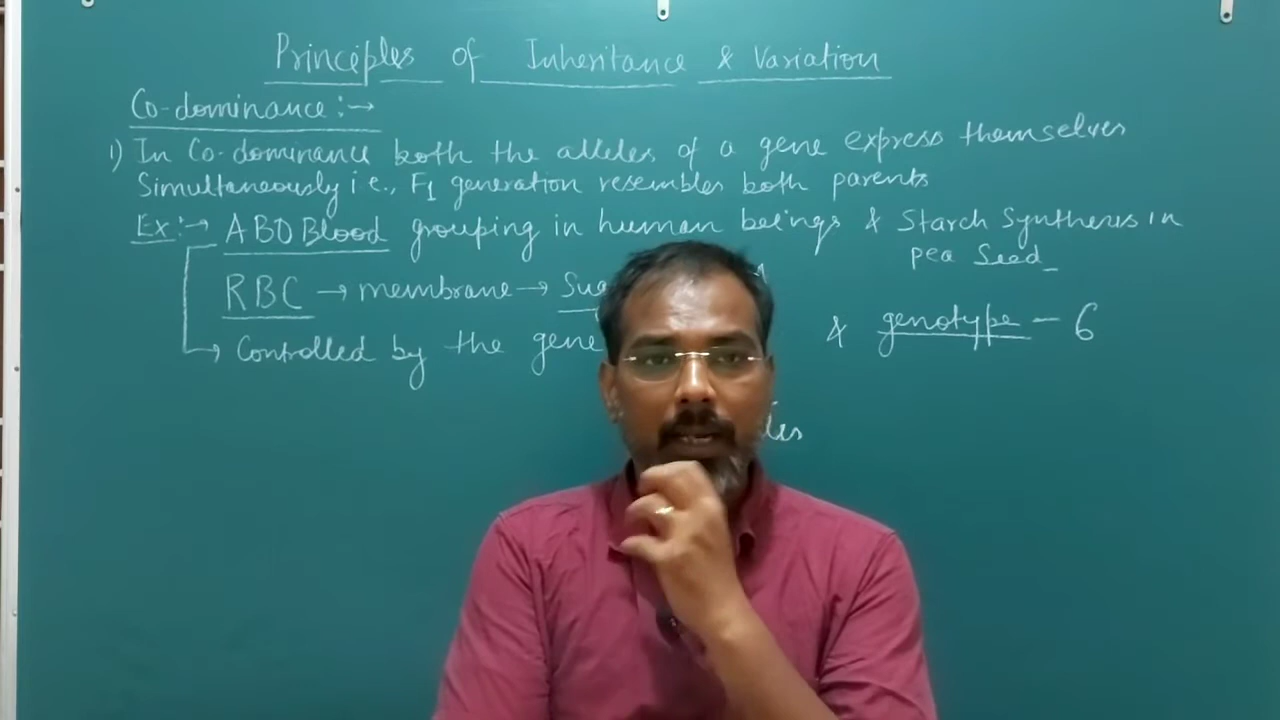 Principles of Inheritance & Variation
Co-dominance :→
1) In Co-dominance both the alleles of a gene express themselves
Simultaneously i.e., F1 generation resembles both parents
Ex :→ ABO Blood grouping in human beings & Starch Synthesis in
pea Seed
RBC → membrane →
→ Controlled by the gene & genotype - 6